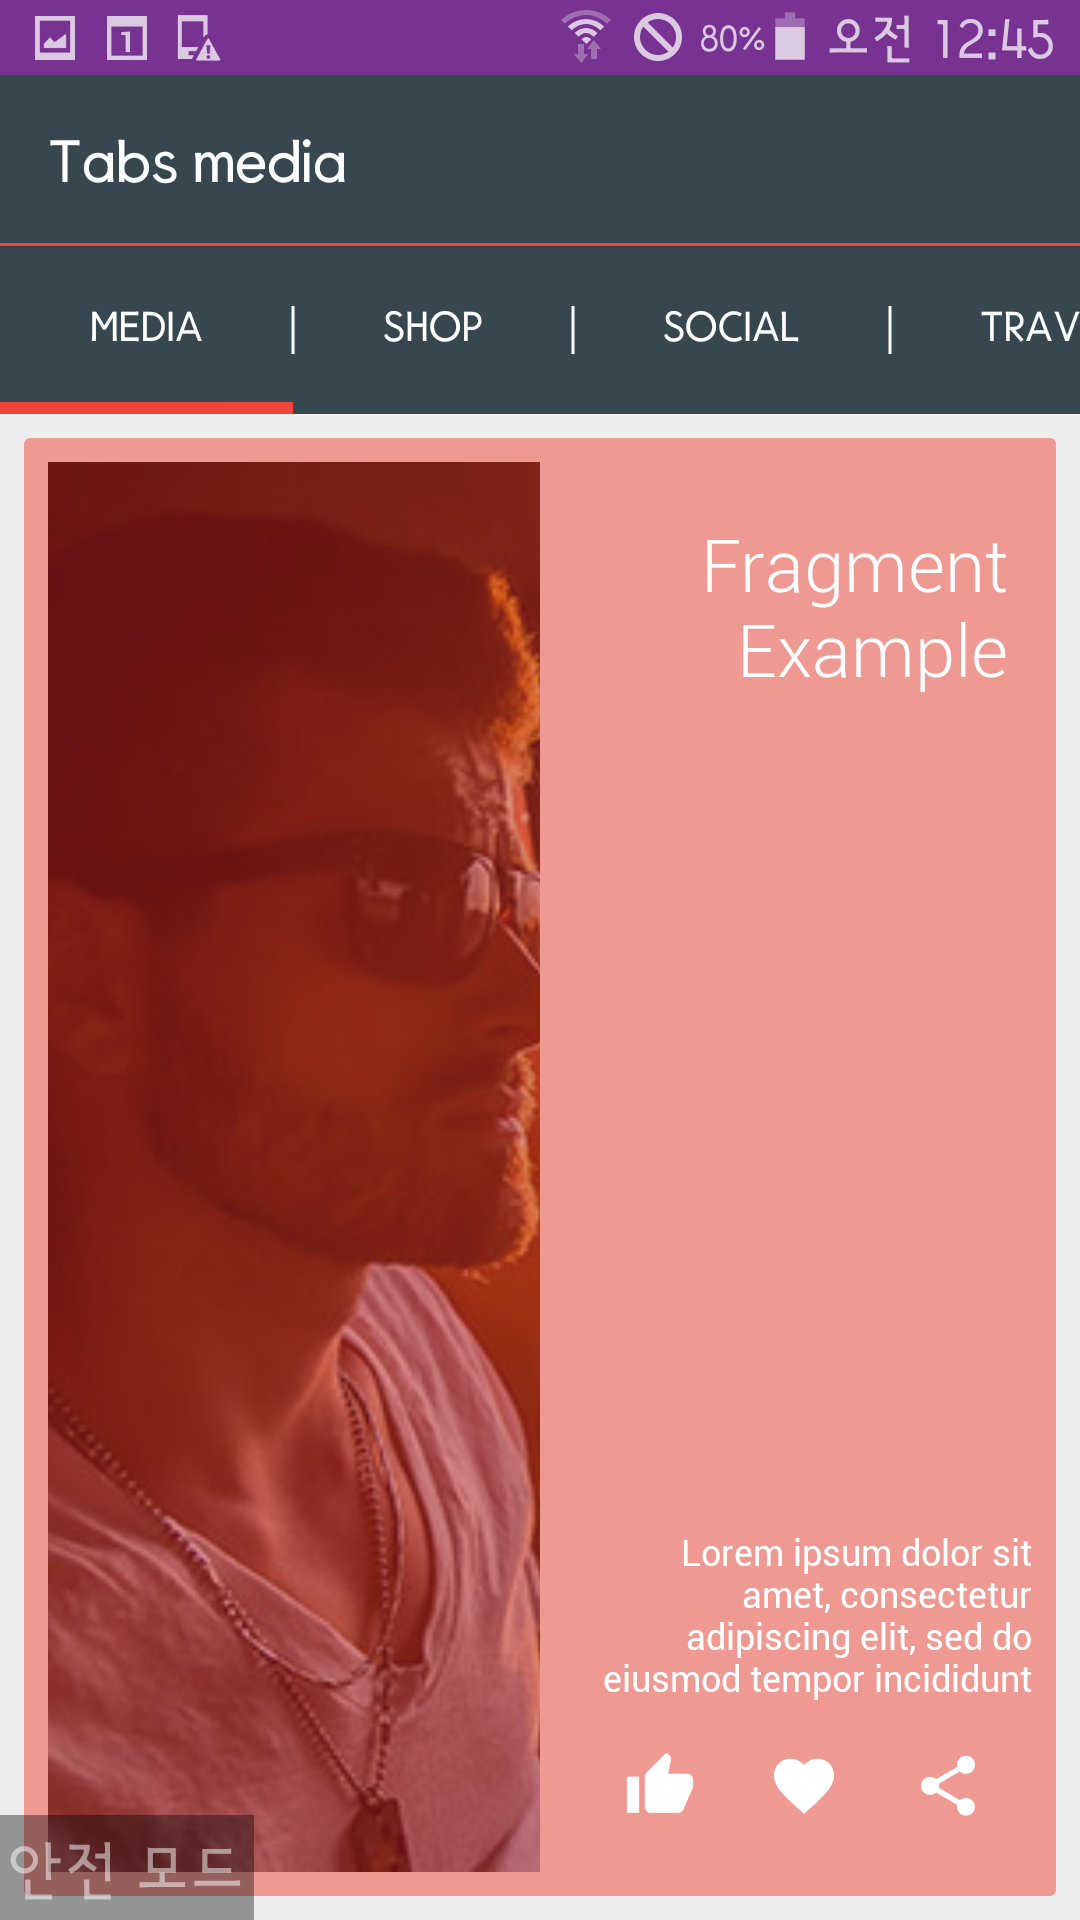 1
80%
오전 12:45
Tabs media
MEDIA | SHOP | SOCIAL | TRAV
Fragment
Example
Lorem ipsum dolor sit
amet, consectetur
adipiscing elit, sed do
eiusmod tempor incididunt
안전 모드